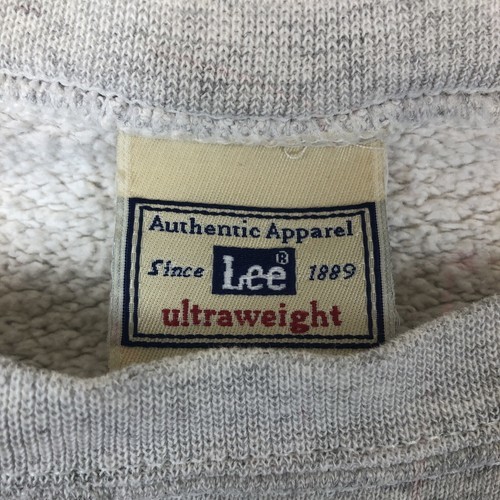 Authentic Apparel
Since Lee® 1889
ultraweight